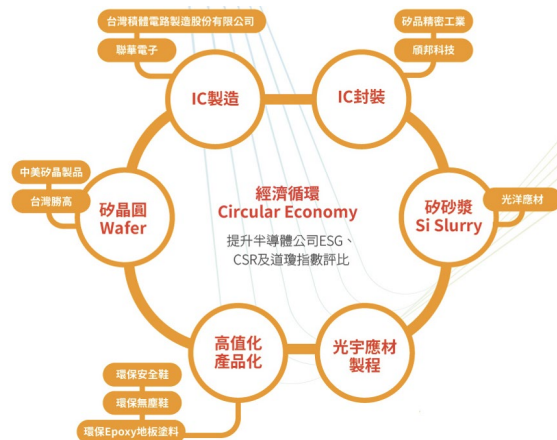 台灣積體電路製造股份有限公司
聯華電子
IC製造
矽品精密工業
頎邦科技
IC封裝
中美矽晶製品
台灣勝高
矽晶圓
Wafer
經濟循環
Circular Economy
提升半導體公司ESG、
CSR及道瓊指數評比
矽砂漿
Si Slurry
光洋應材
高值化
產品化
光宇應材
製程
環保安全鞋
環保無塵鞋
環保Epoxy地板塗料